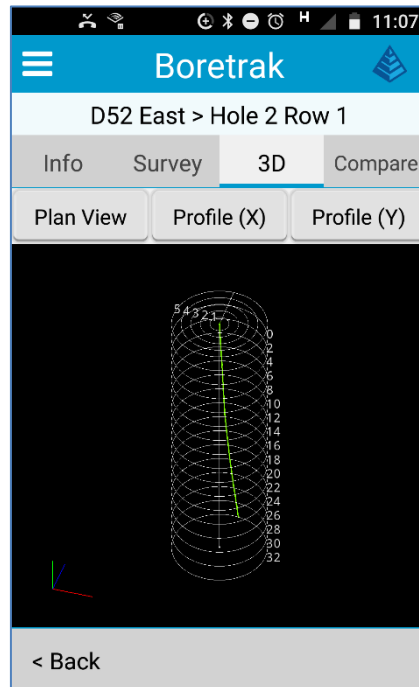 H 11:07
Boretrak
D52 East > Hole 2 Row 1
Info Survey 3D Compare
Plan View Profile (X) Profile (Y)
5 4 3 2 1
0
2
4
6
8
10
12
14
16
18
20
22
24
26
28
30
32
< Back